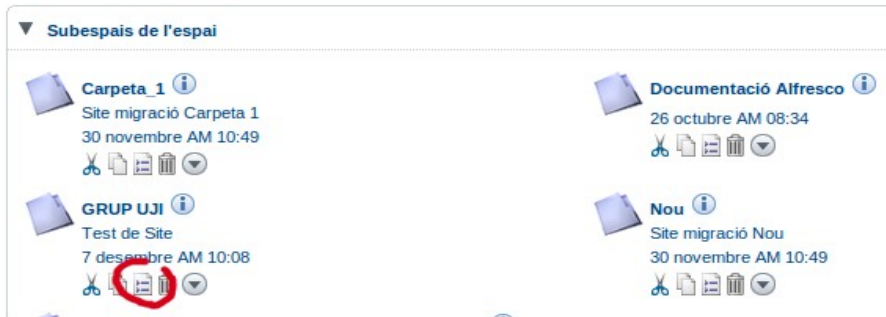 Subespais de l'espai
Carpeta_1
Site migració Carpeta 1
30 novembre AM 10:49
Documentació Alfresco
26 octubre AM 08:34
GRUP UJI
Test de Site
7 desembre AM 10:08
Nou
Site migració Nou
30 novembre AM 10:49